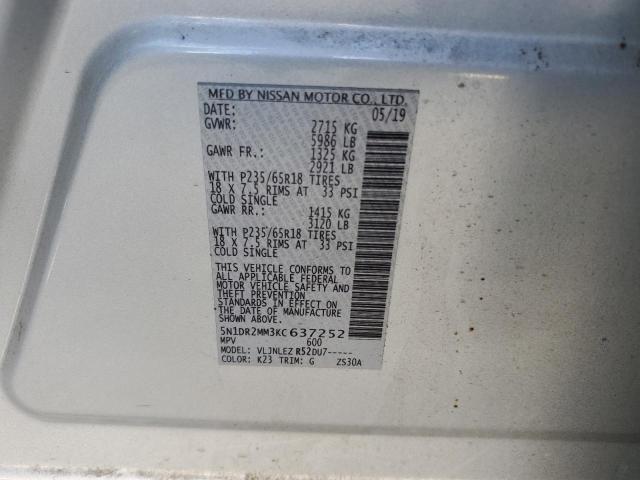 MFD BY NISSAN MOTOR CO., LTD.
DATE: 05/19
GVWR: 2715 KG
5986 LB
GAWR FR.: 1325 KG
2921 LB
WITH P235/65R18 TIRES
18 X 7.5 RIMS AT 33 PSI
COLD SINGLE
GAWR RR.: 1415 KG
3120 LB
WITH P235/65R18 TIRES
18 X 7.5 RIMS AT 33 PSI
COLD SINGLE
THIS VEHICLE CONFORMS TO
ALL APPLICABLE FEDERAL
MOTOR VEHICLE SAFETY AND
THEFT PREVENTION
STANDARDS IN EFFECT ON
THE DATE OF MANUFACTURE
SHOWN ABOVE.
5N1DR2MM3KC637252
MPV 600
MODEL: VLJNLEZ R52DU7-----
COLOR: K23 TRIM: G ZS30A